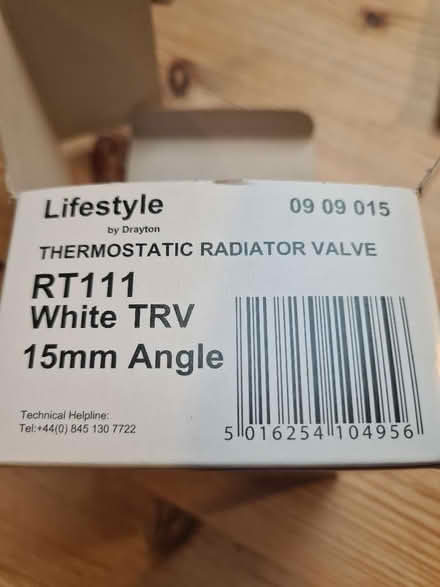 Lifestyle
by Drayton
09 09 015
THERMOSTATIC RADIATOR VALVE
RT111
White TRV
15mm Angle
Technical Helpline:
Tel:+44(0) 845 130 7722
5 016254 104956